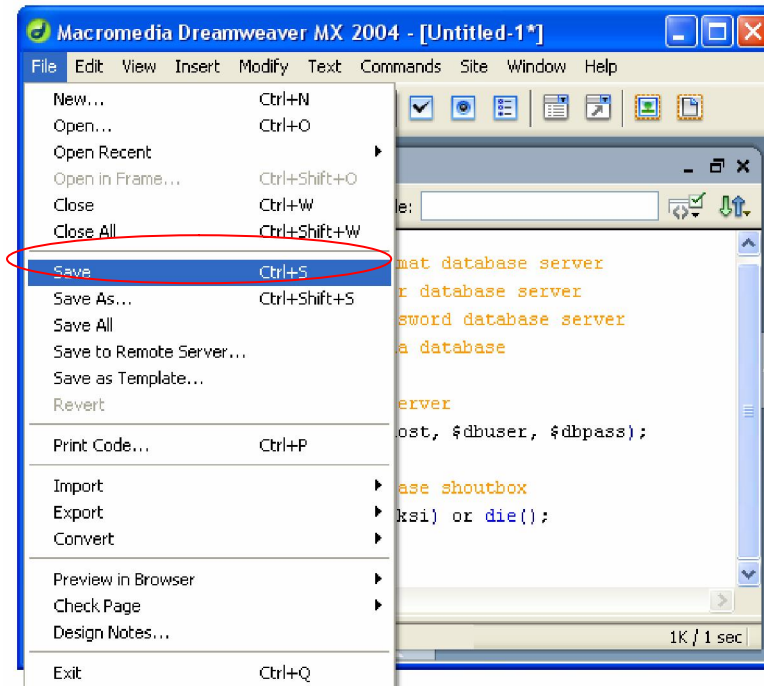 Macromedia Dreamweaver MX 2004 - [Untitled-1*]
File Edit View Insert Modify Text Commands Site Window Help
New... Ctrl+N
Open... Ctrl+O
Open Recent
Open in Frame... Ctrl+Shift+O
Close Ctrl+W
Close All Ctrl+Shift+W
Save Ctrl+S
Save As... Ctrl+Shift+S
Save All
Save to Remote Server...
Save as Template...
Revert
Print Code... Ctrl+P
Import
Export
Convert
Preview in Browser
Check Page
Design Notes...
Exit Ctrl+Q
le:
mat database server
r database server
sword database server
a database
erver
ost, $dbuser, $dbpass);
ase shoutbox
ksi) or die();
1K / 1 sec